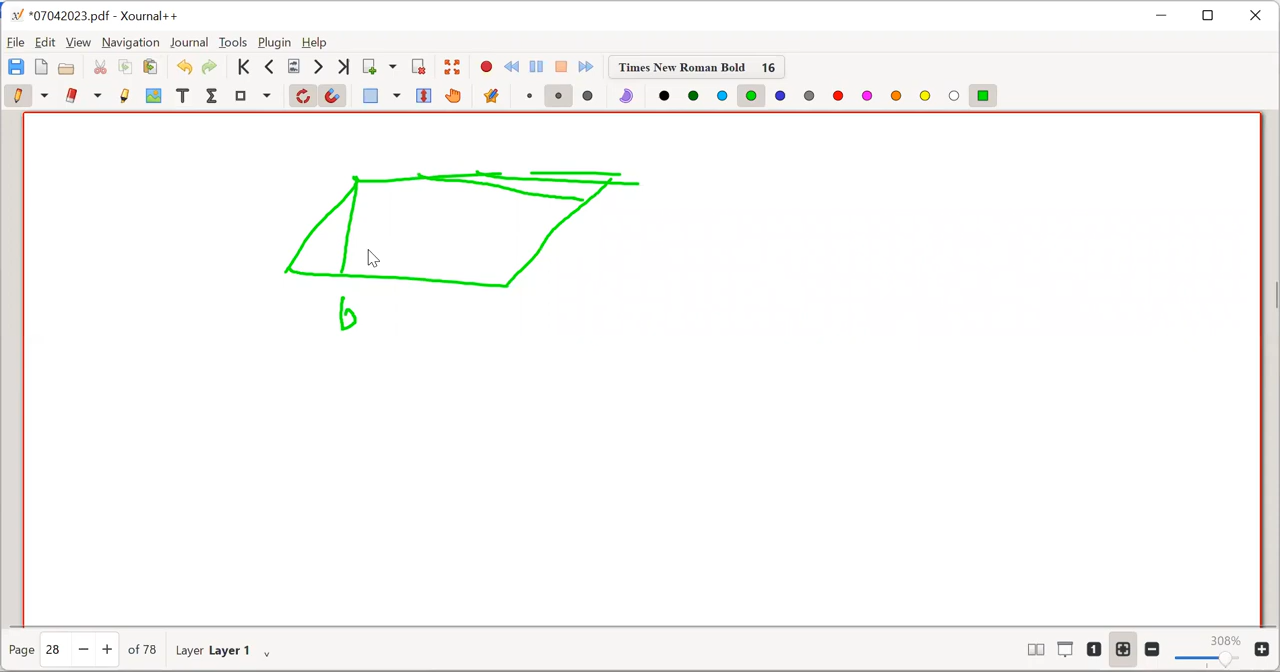 *07042023.pdf - Xournal++
File Edit View Navigation Journal Tools Plugin Help
Times New Roman Bold 16
b
Page 28 of 78 Layer Layer 1 308%